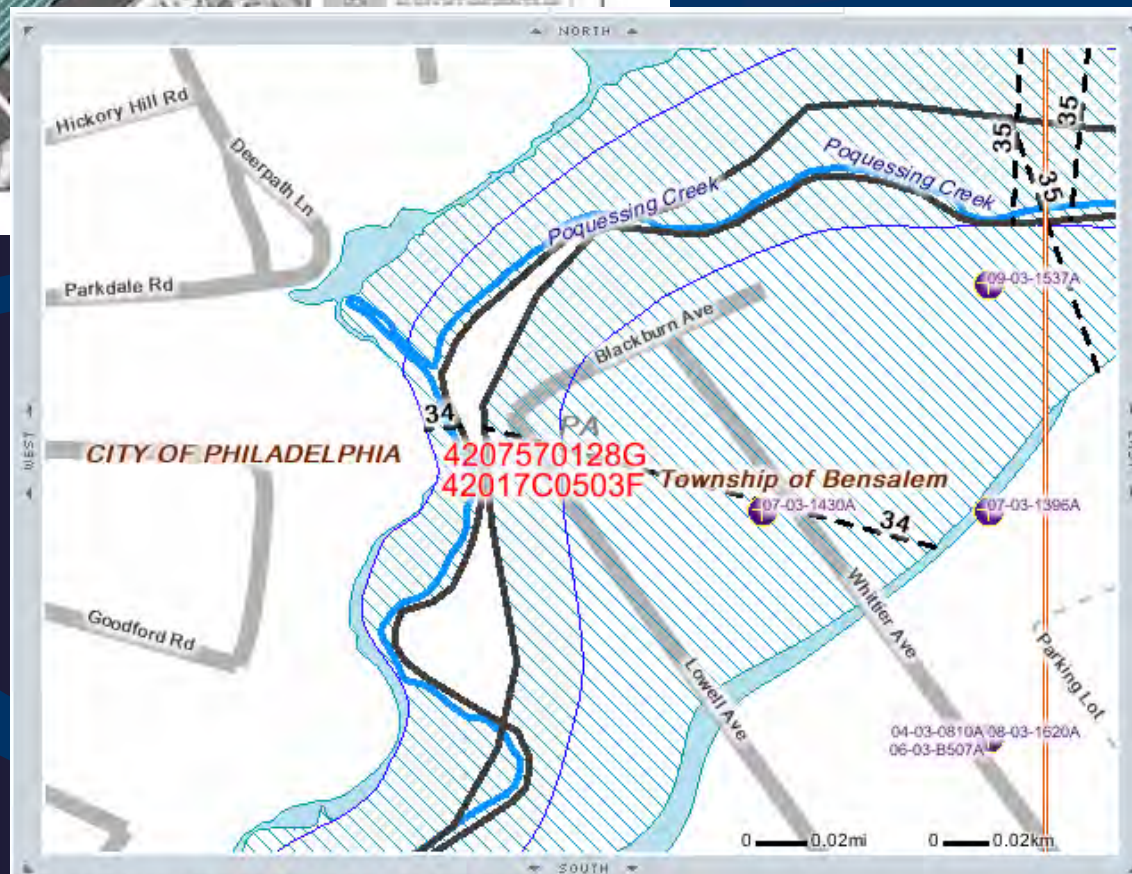 NORTH
Hickory Hill Rd
Deerpath Ln
Parkdale Rd
Poquessing Creek
Poquessing Creek
35
35
35
09-03-1537A
Blackburn Ave
34
PA
CITY OF PHILADELPHIA
4207570128G
42017C0503F
Township of Bensalem
07-03-1430A
34
07-03-1396A
WEST
Goodford Rd
Whittier Ave
Lowell Ave
Parking Lot
04-03-0810A 08-03-1620A
06-03-B507A
0 0.02mi 0 0.02km
SOUTH